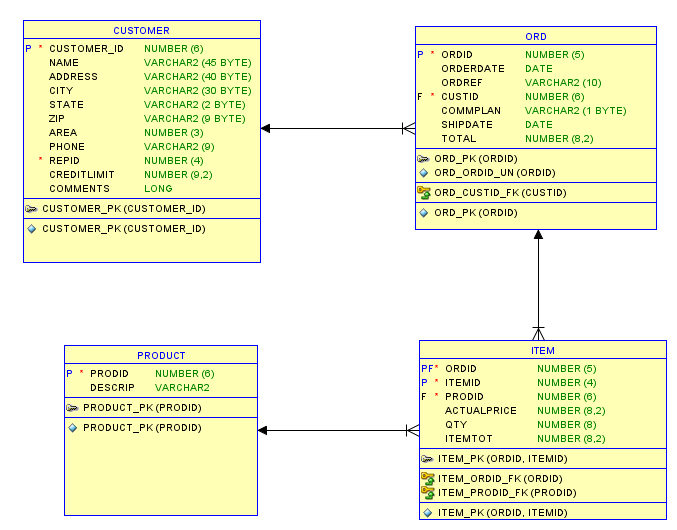 CUSTOMER
P * CUSTOMER_ID NUMBER (6)
NAME VARCHAR2 (45 BYTE)
ADDRESS VARCHAR2 (40 BYTE)
CITY VARCHAR2 (30 BYTE)
STATE VARCHAR2 (2 BYTE)
ZIP VARCHAR2 (9 BYTE)
AREA NUMBER (3)
PHONE VARCHAR2 (9)
* REPID NUMBER (4)
CREDITLIMIT NUMBER (9,2)
COMMENTS LONG
CUSTOMER_PK (CUSTOMER_ID)
CUSTOMER_PK (CUSTOMER_ID)
ORD
P * ORDID NUMBER (5)
ORDERDATE DATE
ORDREF VARCHAR2 (10)
F * CUSTID NUMBER (6)
COMMPLAN VARCHAR2 (1 BYTE)
SHIPDATE DATE
TOTAL NUMBER (8,2)
ORD_PK (ORDID)
ORD_ORDID_UN (ORDID)
ORD_CUSTID_FK (CUSTID)
ORD_PK (ORDID)
PRODUCT
P * PRODID NUMBER (6)
DESCRIP VARCHAR2
PRODUCT_PK (PRODID)
PRODUCT_PK (PRODID)
ITEM
PF* ORDID NUMBER (5)
P * ITEMID NUMBER (4)
F * PRODID NUMBER (6)
ACTUALPRICE NUMBER (8,2)
QTY NUMBER (8)
ITEMTOT NUMBER (8,2)
ITEM_PK (ORDID, ITEMID)
ITEM_ORDID_FK (ORDID)
ITEM_PRODID_FK (PRODID)
ITEM_PK (ORDID, ITEMID)